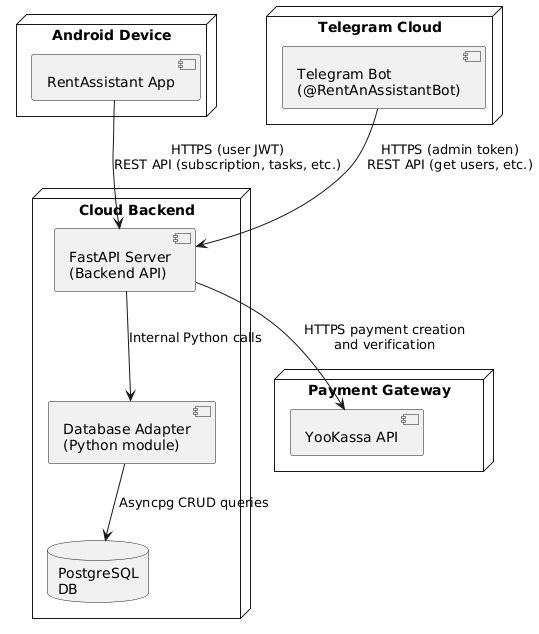 Android Device
RentAssistant App
Telegram Cloud
Telegram Bot
(@RentAnAssistantBot)
HTTPS (user JWT)
REST API (subscription, tasks, etc.)
HTTPS (admin token)
REST API (get users, etc.)
Cloud Backend
FastAPI Server
(Backend API)
Internal Python calls
HTTPS payment creation
and verification
Payment Gateway
YooKassa API
Database Adapter
(Python module)
Asyncpg CRUD queries
PostgreSQL
DB